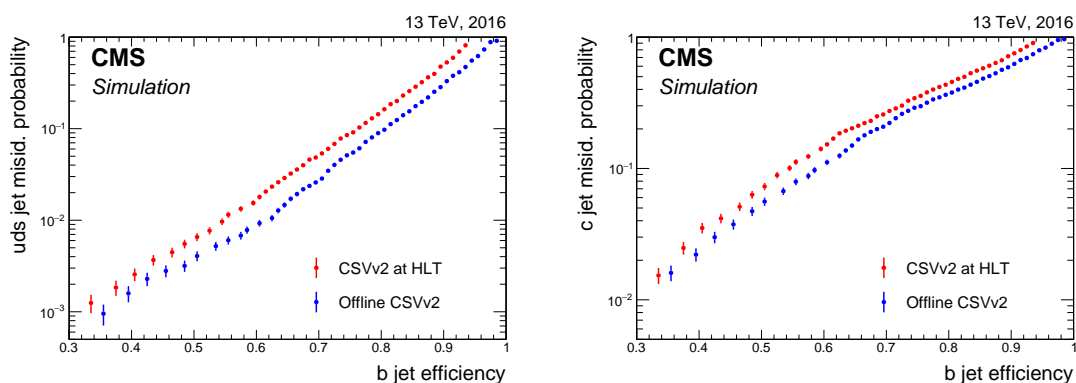 13 TeV, 2016
CMS
Simulation
uds jet misid. probability
1
10⁻¹
10⁻²
10⁻³
CSVv2 at HLT
Offline CSVv2
0.3 0.4 0.5 0.6 0.7 0.8 0.9 1
b jet efficiency
13 TeV, 2016
CMS
Simulation
c jet misid. probability
1
10⁻¹
10⁻²
CSVv2 at HLT
Offline CSVv2
0.3 0.4 0.5 0.6 0.7 0.8 0.9 1
b jet efficiency